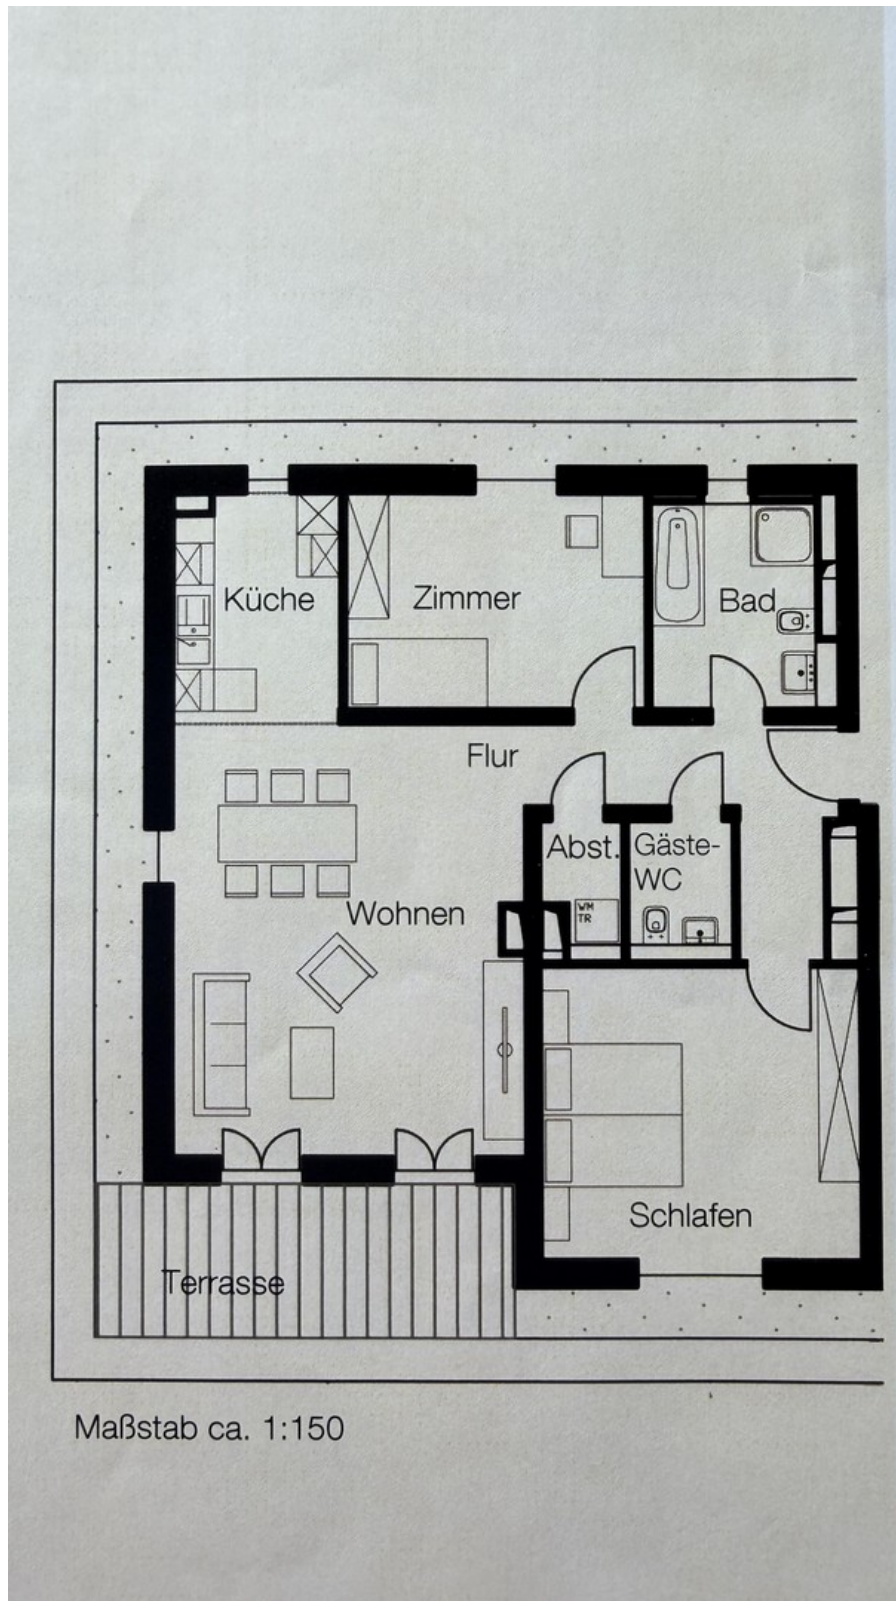 Küche
Zimmer
Bad
Flur
Abst.
Gäste-
WC
Wohnen
WM
TR
Schlafen
Terrasse
Maßstab ca. 1:150